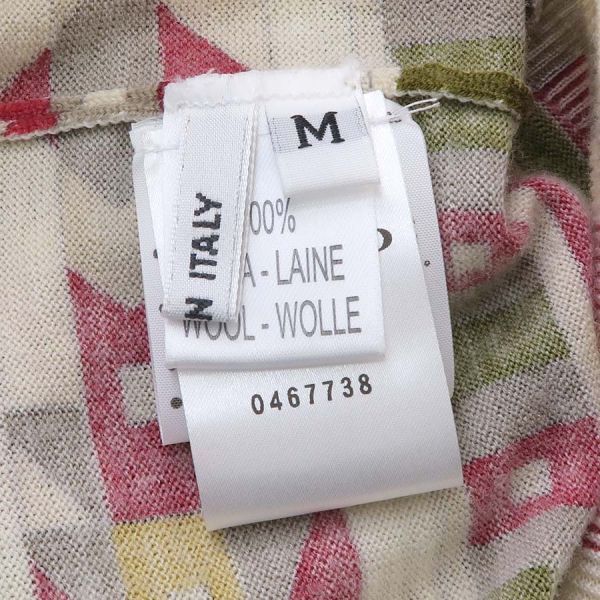 M
N ITALY
00%
A - LAINE
WOOL - WOLLE
0467738